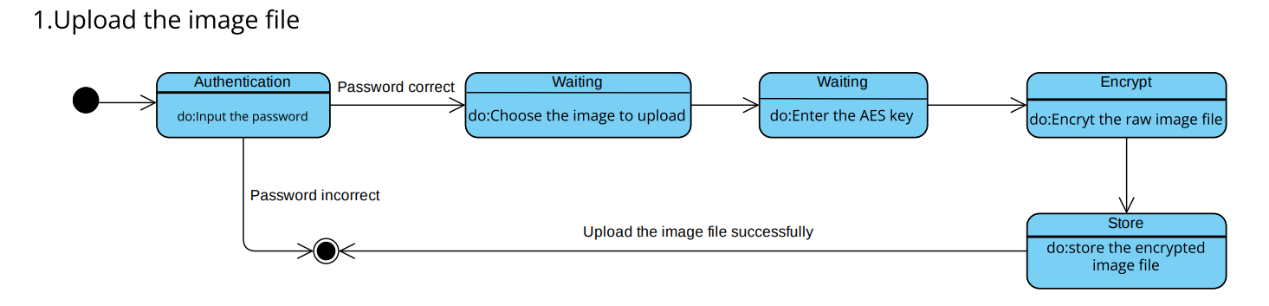 1.Upload the image file
Authentication
do:Input the password
Password correct
Waiting
do:Choose the image to upload
Waiting
do:Enter the AES key
Encrypt
do:Encryt the raw image file
Password incorrect
Upload the image file successfully
Store
do:store the encrypted
image file